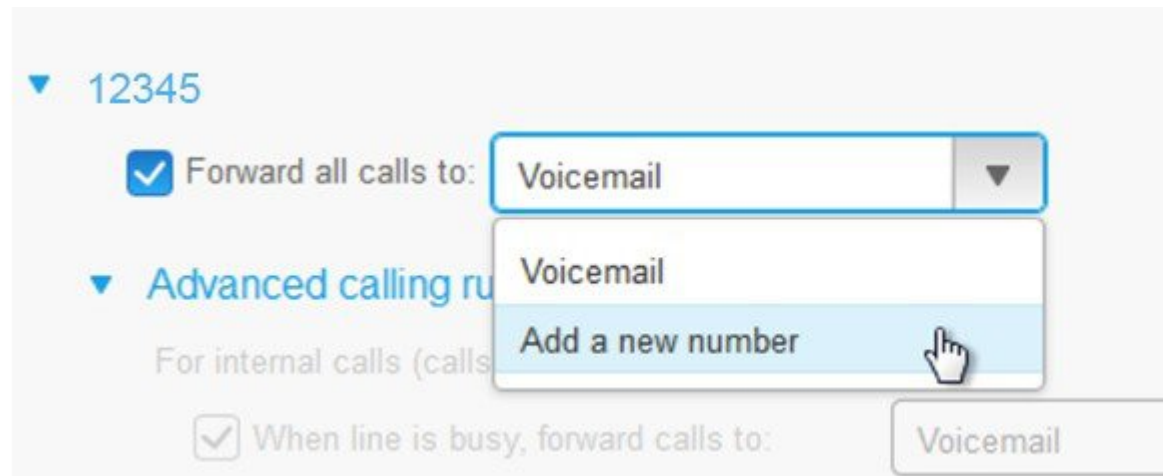 12345
Forward all calls to: Voicemail
Voicemail
Advanced calling ru
Add a new number
For internal calls (calls
When line is busy, forward calls to: Voicemail